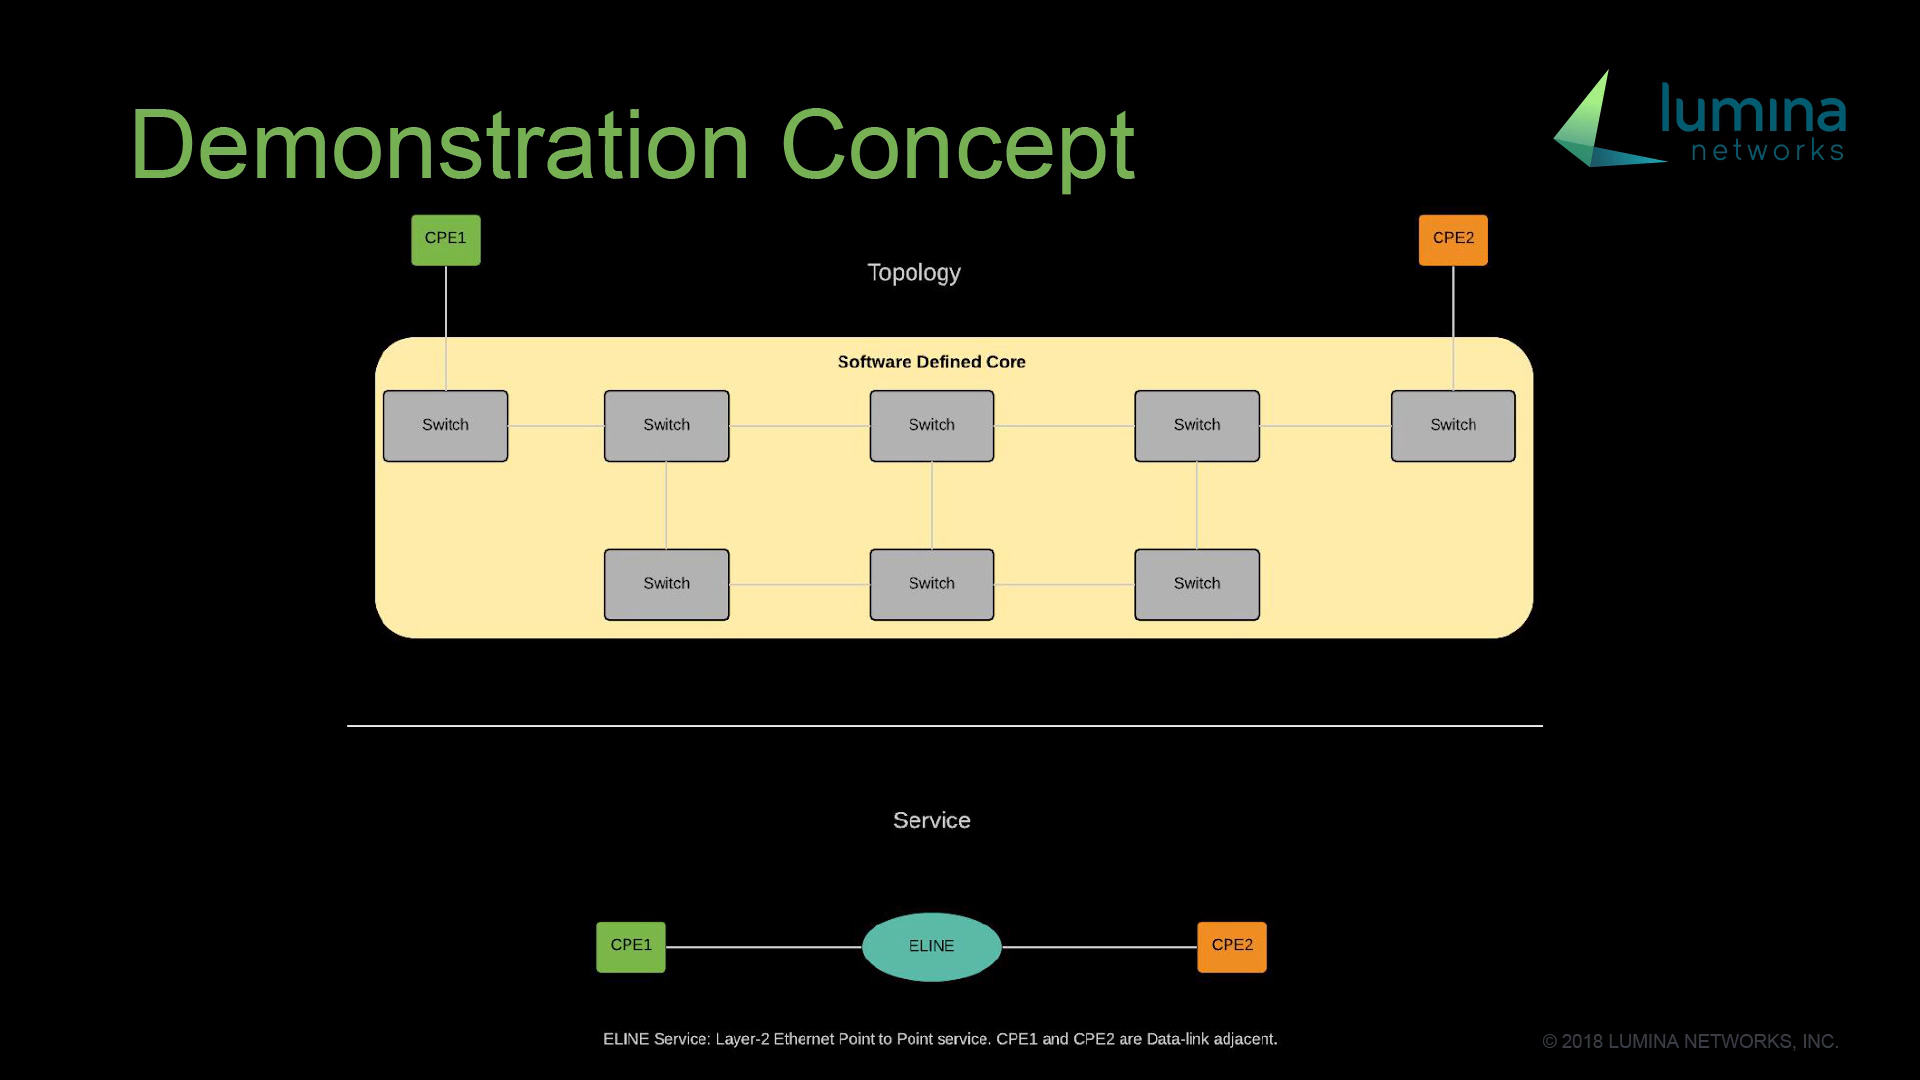 Demonstration Concept
lumina
networks
CPE1
CPE2
Topology
Software Defined Core
Switch
Switch
Switch
Switch
Switch
Switch
Switch
Switch
Service
CPE1
ELINE
CPE2
ELINE Service: Layer-2 Ethernet Point to Point service. CPE1 and CPE2 are Data-link adjacent.
© 2018 LUMINA NETWORKS, INC.